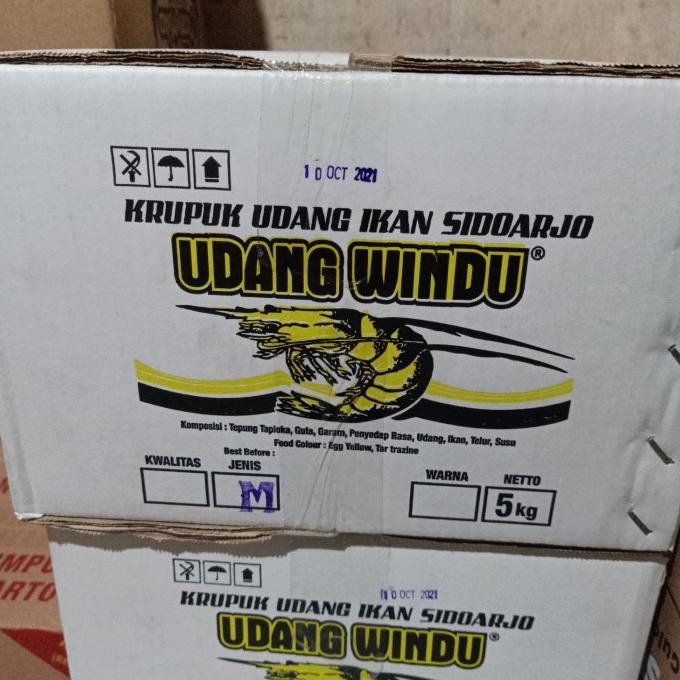 10 OCT 2021
KRUPUK UDANG IKAN SIDOARJO
UDANG WINDU®
Komposisi : Tepung Tapioka, Gula, Garam, Penyedap Rasa, Udang, Ikan, Telur, Susu
Food Colour : Egg Yellow, Tar trazine
Best Before :
KWALITAS JENIS WARNA NETTO
M 5 kg
10 OCT 2021
KRUPUK UDANG IKAN SIDOARJO
UDANG WINDU®